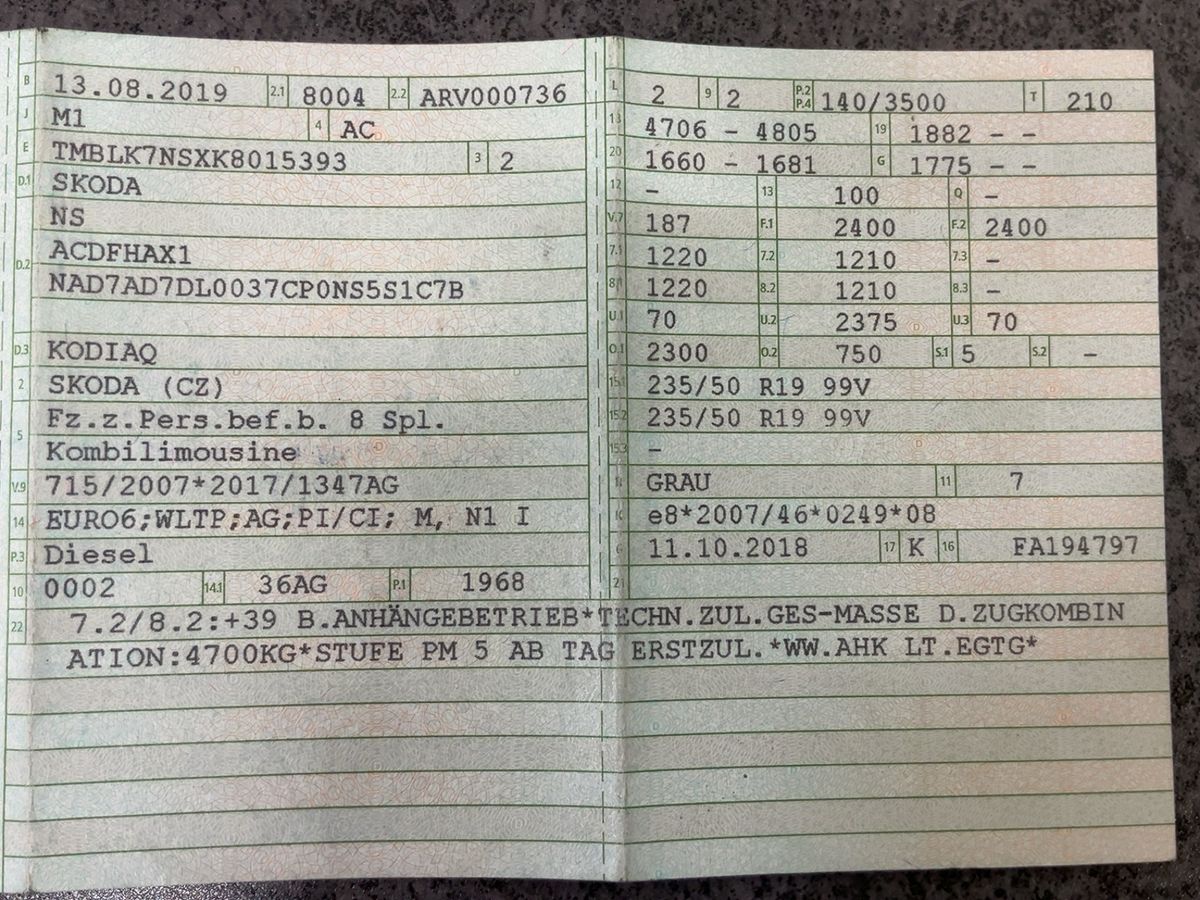 B 13.08.2019 2.1 8004 2.2 ARV000736
J M1 4 AC
E TMBLK7NSXK8015393 3 2
D.1 SKODA
NS
D.2 ACDFHAX1
NAD7AD7DL0037CP0NS5S1C7B
D.3 KODIAQ
2 SKODA (CZ)
5 Fz.z.Pers.bef.b. 8 Spl.
Kombilimousine
V.9 715/2007*2017/1347AG
14 EURO6;WLTP;AG;PI/CI; M, N1 I
P.3 Diesel
10 0002 14.1 36AG P.1 1968
L 2 9 2 P.2 P.4 140/3500 T 210
18 4706 - 4805 19 1882 - -
20 1660 - 1681 G 1775 - -
12 - 13 100 Q -
V.7 187 F.1 2400 F.2 2400
7.1 1220 7.2 1210 7.3 -
8.1 1220 8.2 1210 8.3 -
U.1 70 U.2 2375 U.3 70
O.1 2300 O.2 750 S.1 5 S.2 -
15.1 235/50 R19 99V
15.2 235/50 R19 99V
15.3 -
R GRAU 11 7
K e8*2007/46*0249*08
6 11.10.2018 17 K 16 FA194797
21
22 7.2/8.2:+39 B.ANHÄNGEBETRIEB*TECHN.ZUL.GES-MASSE D.ZUGKOMBIN
ATION:4700KG*STUFE PM 5 AB TAG ERSTZUL.*WW.AHK LT.EGTG*